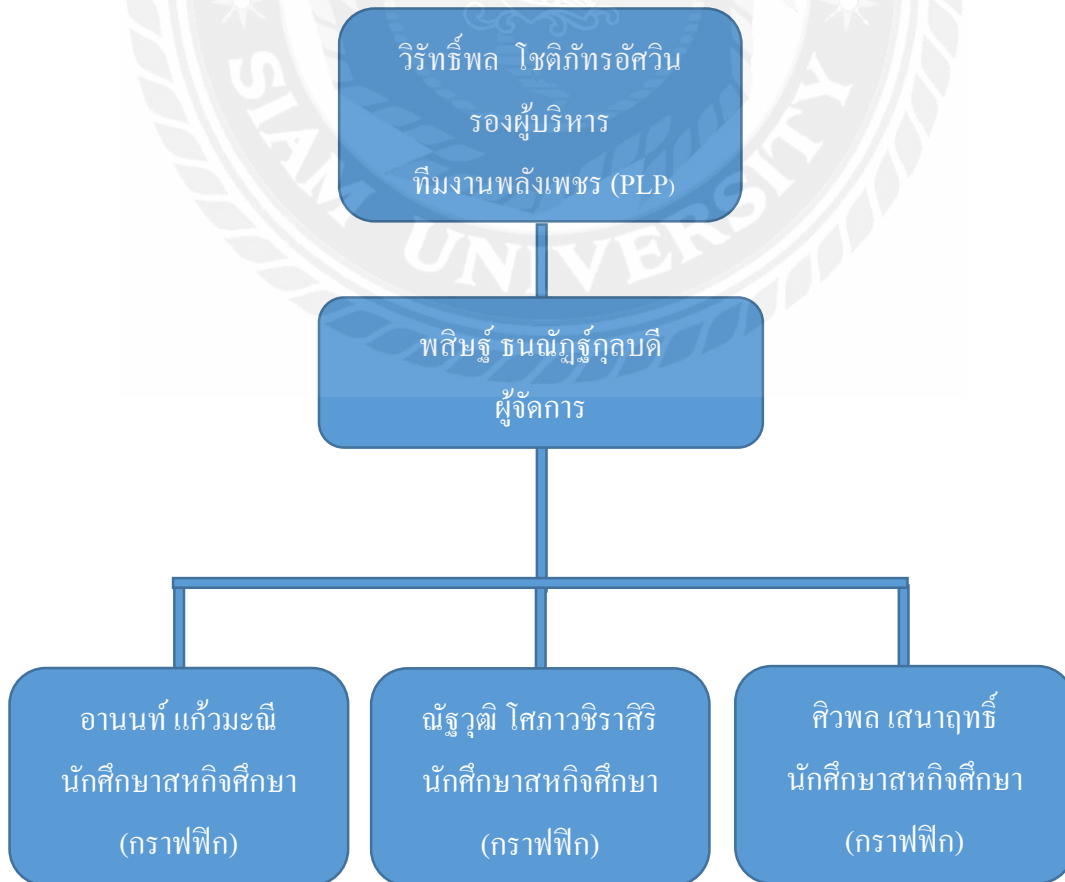 วิรัทธิ์พล โชติภัทรอัศวิน
รองผู้บริหาร
ทีมงานพลังเพชร (PLP)
SIAM UNIVERSITY
พสิษฐ์ ธนณัฏฐ์กุลบดี
ผู้จัดการ
อานนท์ แก้วมะณี
นักศึกษาสหกิจศึกษา
(กราฟฟิก)
ณัฐวุฒิ โศภาวชิราสิริ
นักศึกษาสหกิจศึกษา
(กราฟฟิก)
ศิวพล เสนาฤทธิ์
นักศึกษาสหกิจศึกษา
(กราฟฟิก)